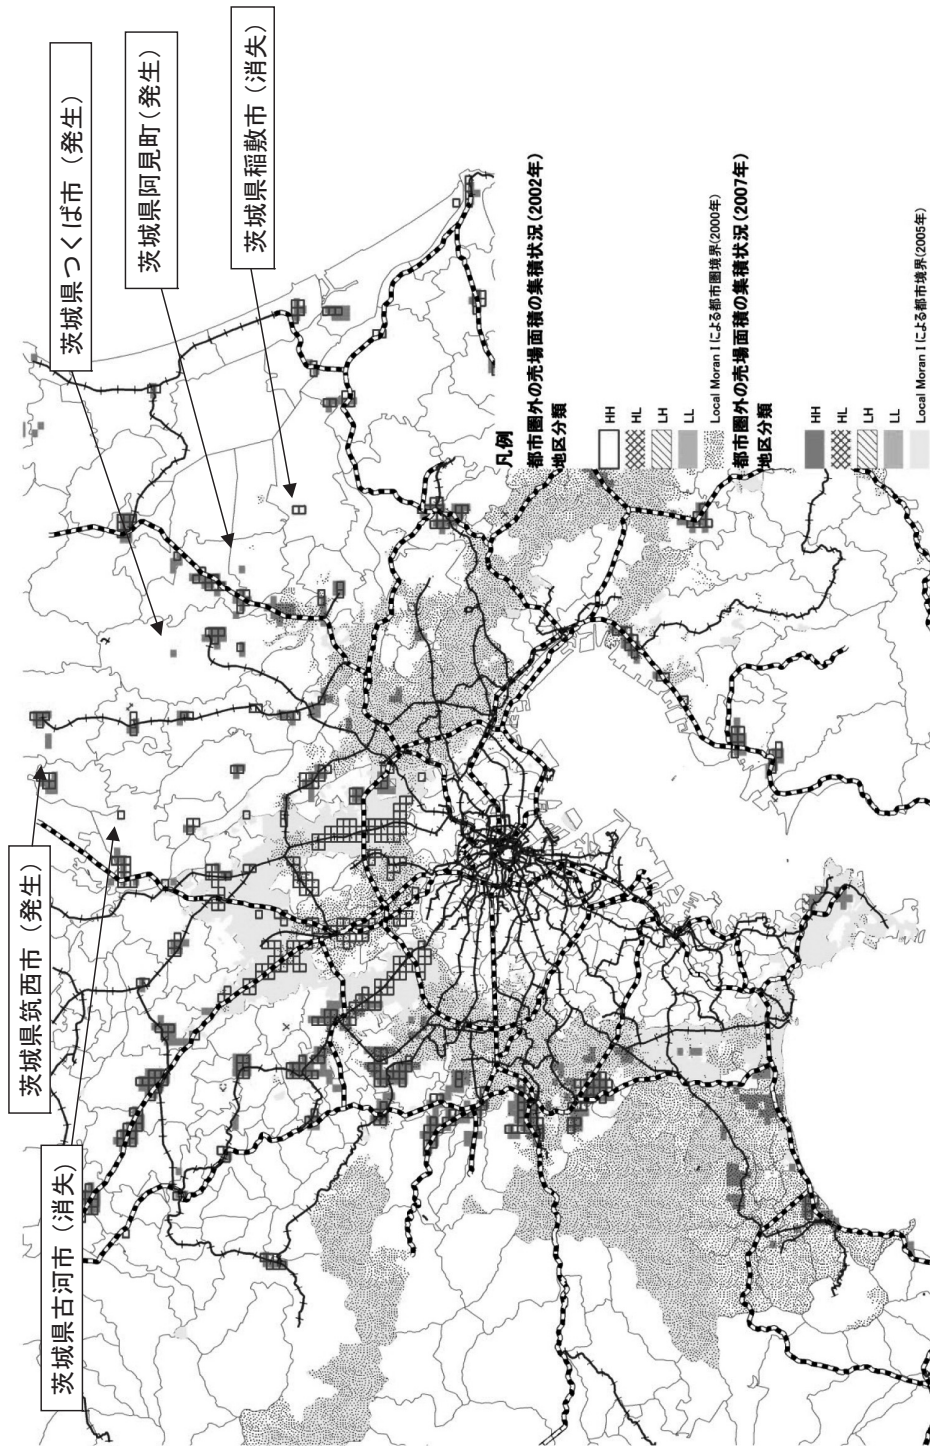 茨城県つくば市（発生）
茨城県阿見町（発生）
茨城県稲敷市（消失）
茨城県筑西市（発生）
茨城県古河市（消失）
凡例
都市圏外の売場面積の集積状況(2002年)
地区分類
HH
HL
LH
LL
Local Moran Iによる都市圏境界(2000年)
都市圏外の売場面積の集積状況(2007年)
地区分類
HH
HL
LH
LL
Local Moran Iによる都市境界(2005年)